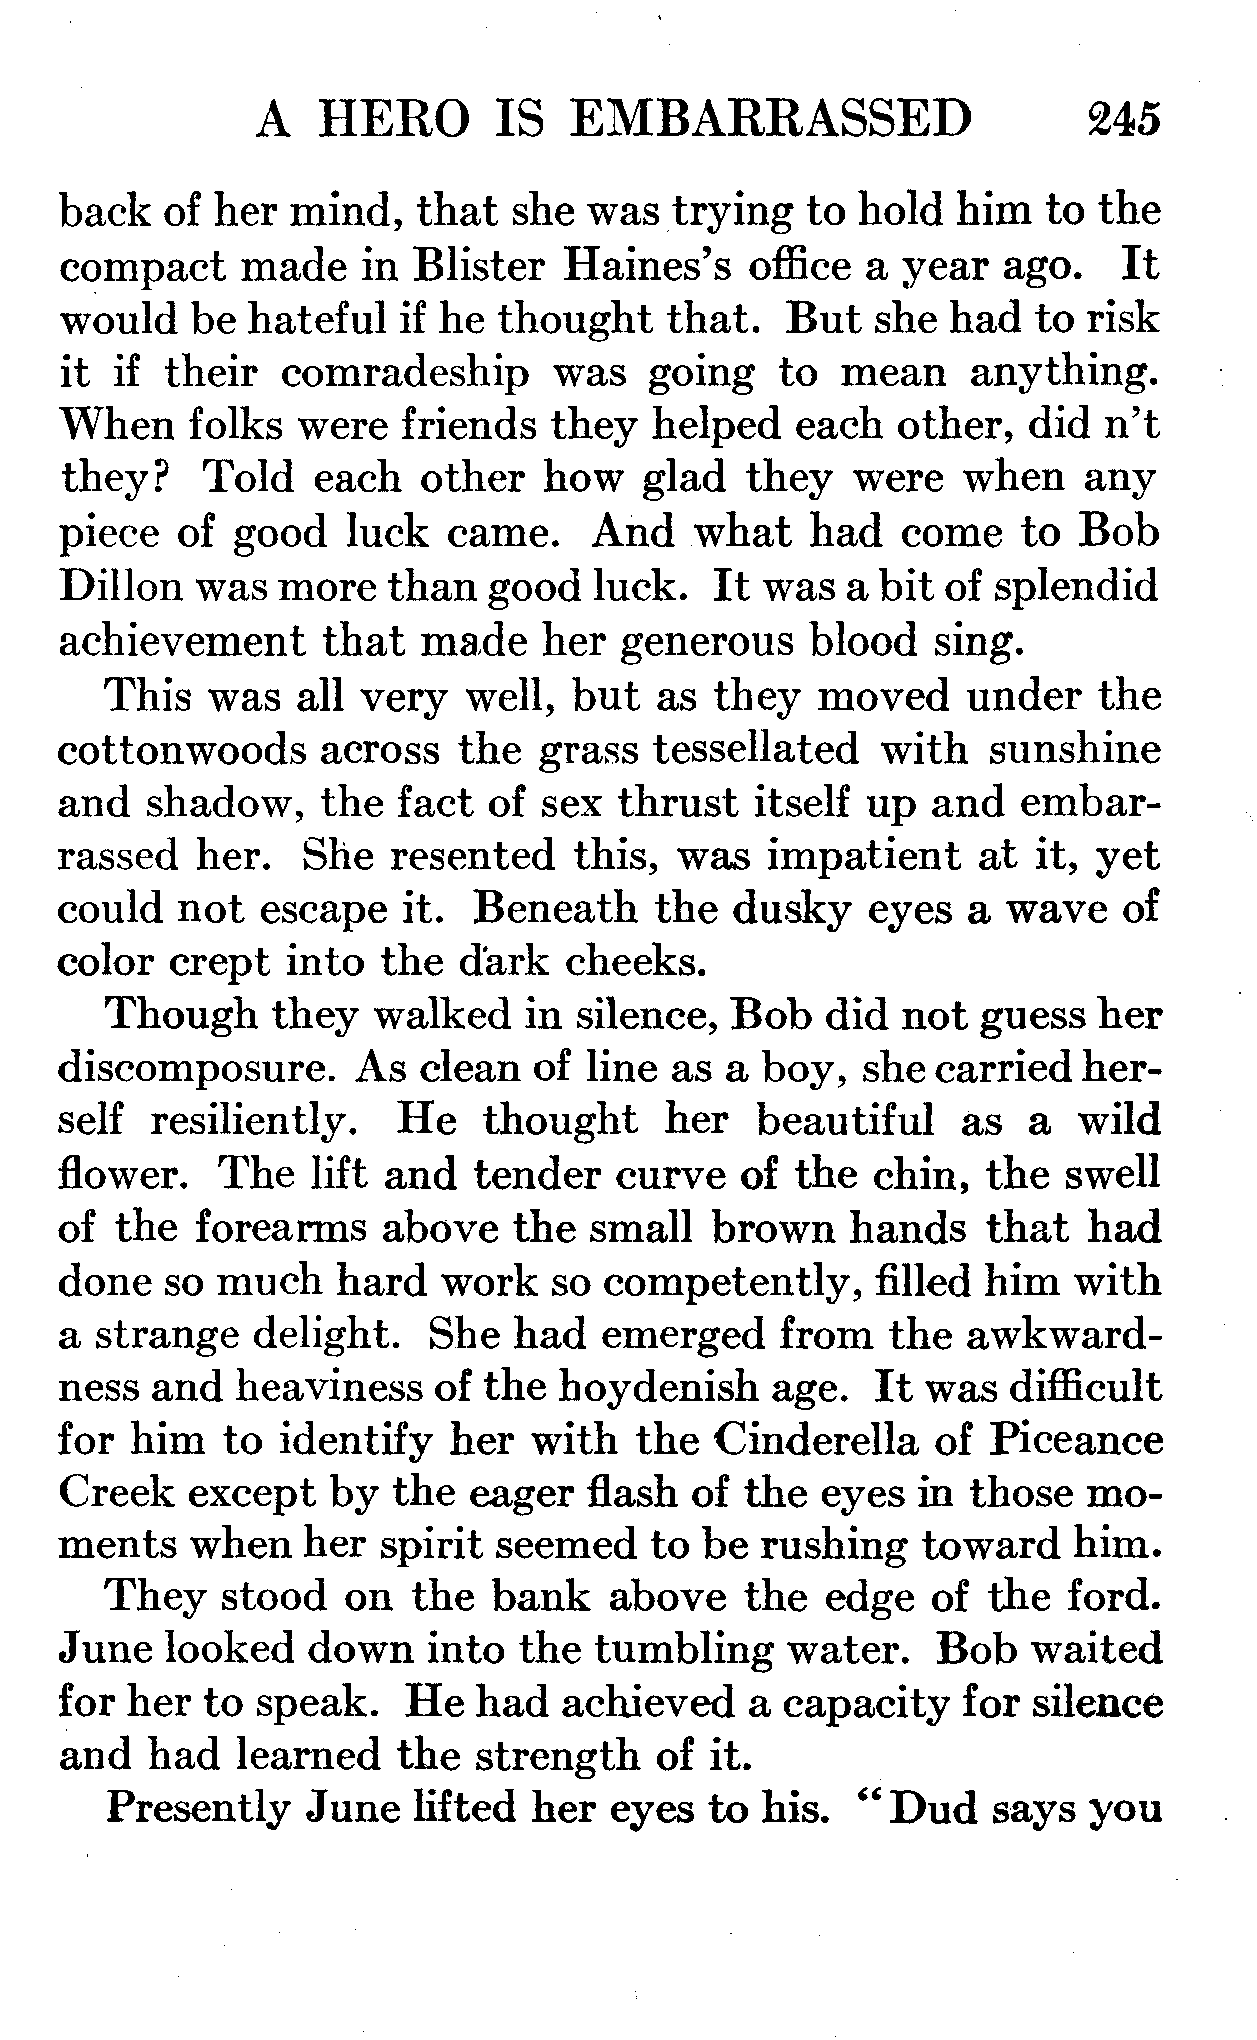 A HERO IS EMBARRASSED 245
back of her mind, that she was trying to hold him to the
compact made in Blister Haines's office a year ago. It
would be hateful if he thought that. But she had to risk
it if their comradeship was going to mean anything.
When folks were friends they helped each other, did n't
they? Told each other how glad they were when any
piece of good luck came. And what had come to Bob
Dillon was more than good luck. It was a bit of splendid
achievement that made her generous blood sing.
This was all very well, but as they moved under the
cottonwoods across the grass tessellated with sunshine
and shadow, the fact of sex thrust itself up and embar-
rassed her. She resented this, was impatient at it, yet
could not escape it. Beneath the dusky eyes a wave of
color crept into the dark cheeks.
Though they walked in silence, Bob did not guess her
discomposure. As clean of line as a boy, she carried her-
self resiliently. He thought her beautiful as a wild
flower. The lift and tender curve of the chin, the swell
of the forearms above the small brown hands that had
done so much hard work so competently, filled him with
a strange delight. She had emerged from the awkward-
ness and heaviness of the hoydenish age. It was difficult
for him to identify her with the Cinderella of Piceance
Creek except by the eager flash of the eyes in those mo-
ments when her spirit seemed to be rushing toward him.
They stood on the bank above the edge of the ford.
June looked down into the tumbling water. Bob waited
for her to speak. He had achieved a capacity for silence
and had learned the strength of it.
Presently June lifted her eyes to his. “Dud says you